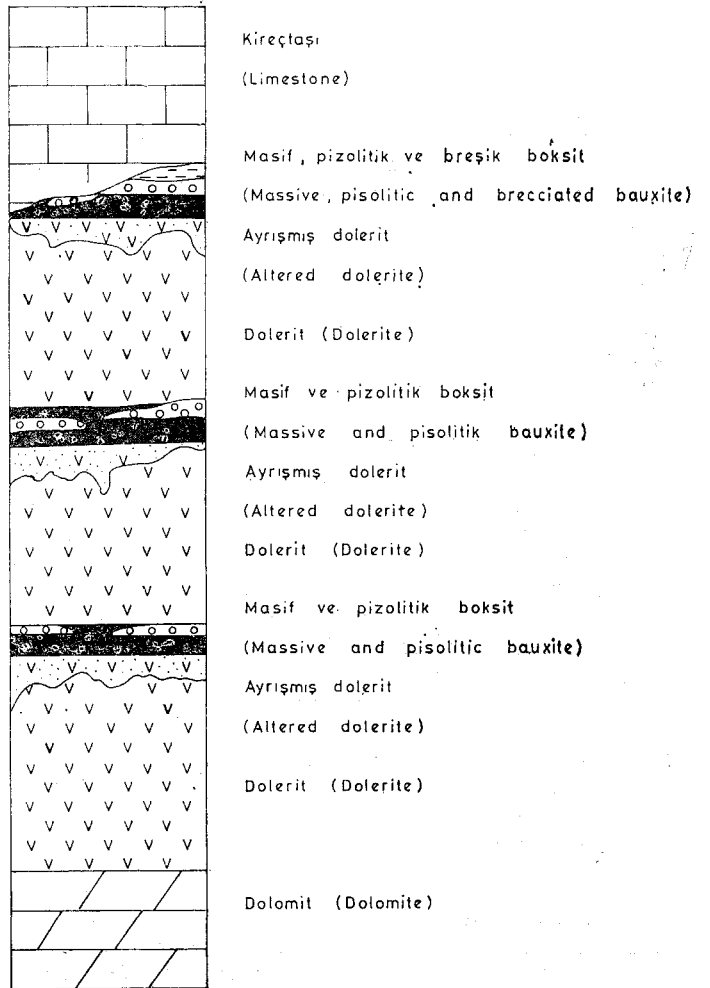 Kireçtaşı
(Limestone)
Masif, pizolitik ve breşik boksit
(Massive, pisolitic and brecciated bauxite)
Ayrışmış dolerit
(Altered dolerite)
Dolerit (Dolerite)
Masif ve pizolitik boksit
(Massive and pisolitik bauxite)
Ayrışmış dolerit
(Altered dolerite)
Dolerit (Dolerite)
Masif ve pizolitik boksit
(Massive and pisolitic bauxite)
Ayrışmış dolerit
(Altered dolerite)
Dolerit (Dolerite)
Dolomit (Dolomite)